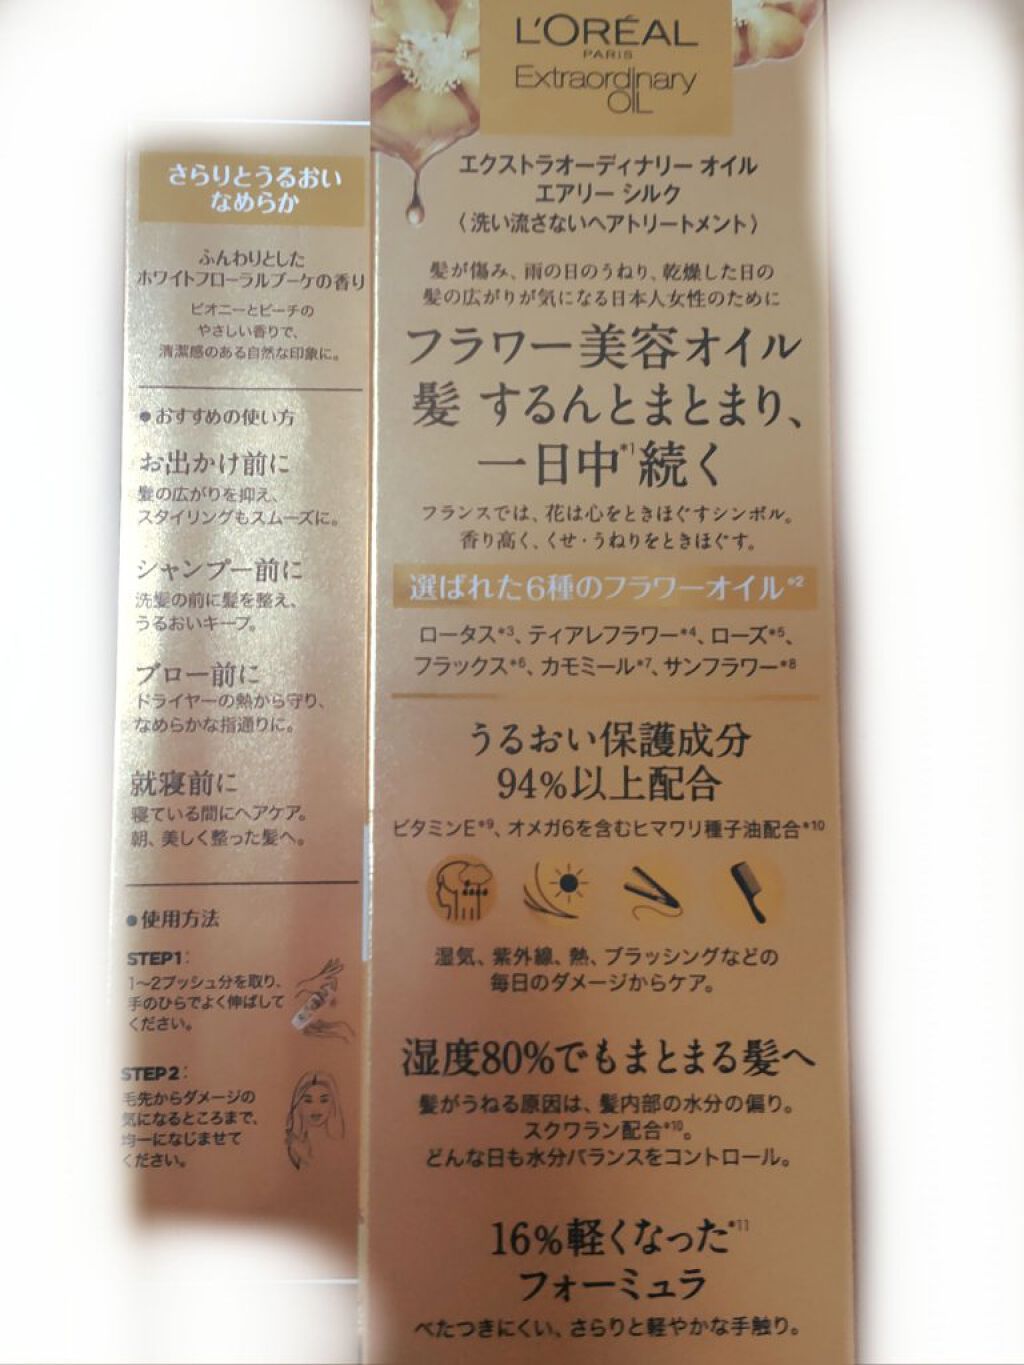 L'ORÉAL
PARIS
Extraordinary
OIL
エクストラオーディナリー オイル
エアリー シルク
〈洗い流さないヘアトリートメント〉
髪が傷み、雨の日のうねり、乾燥した日の
髪の広がりが気になる日本人女性のために
フラワー美容オイル
髪 するんとまとまり、
一日中*1続く
フランスでは、花は心をときほぐすシンボル。
香り高く、くせ・うねりをときほぐす。
選ばれた6種のフラワーオイル*2
ロータス*3、ティアレフラワー*4、ローズ*5、
フラックス*6、カモミール*7、サンフラワー*8
うるおい保護成分
94%以上配合
ビタミンE*9、オメガ6を含むヒマワリ種子油配合*10
湿気、紫外線、熱、ブラッシングなどの
毎日のダメージからケア。
湿度80%でもまとまる髪へ
髪がうねる原因は、髪内部の水分の偏り。
スクワラン配合*10。
どんな日も水分バランスをコントロール。
16%軽くなった*11
フォーミュラ
べたつきにくい、さらりと軽やかな手触り。
さらりとうるおい
なめらか
ふんわりとした
ホワイトフローラルブーケの香り
ピオニーとピーチの
やさしい香りで、
清潔感のある自然な印象に。
●おすすめの使い方
お出かけ前に
髪の広がりを抑え、
スタイリングもスムーズに。
シャンプー前に
洗髪の前に髪を整え、
うるおいキープ。
ブロー前に
ドライヤーの熱から守り、
なめらかな指通りに。
就寝前に
寝ている間にヘアケア。
朝、美しく整った髪へ。
●使用方法
STEP1:
1〜2プッシュ分を取り、
手のひらでよく伸ばして
ください。
STEP2:
毛先からダメージの
気になるところまで、
均一になじませて
ください。